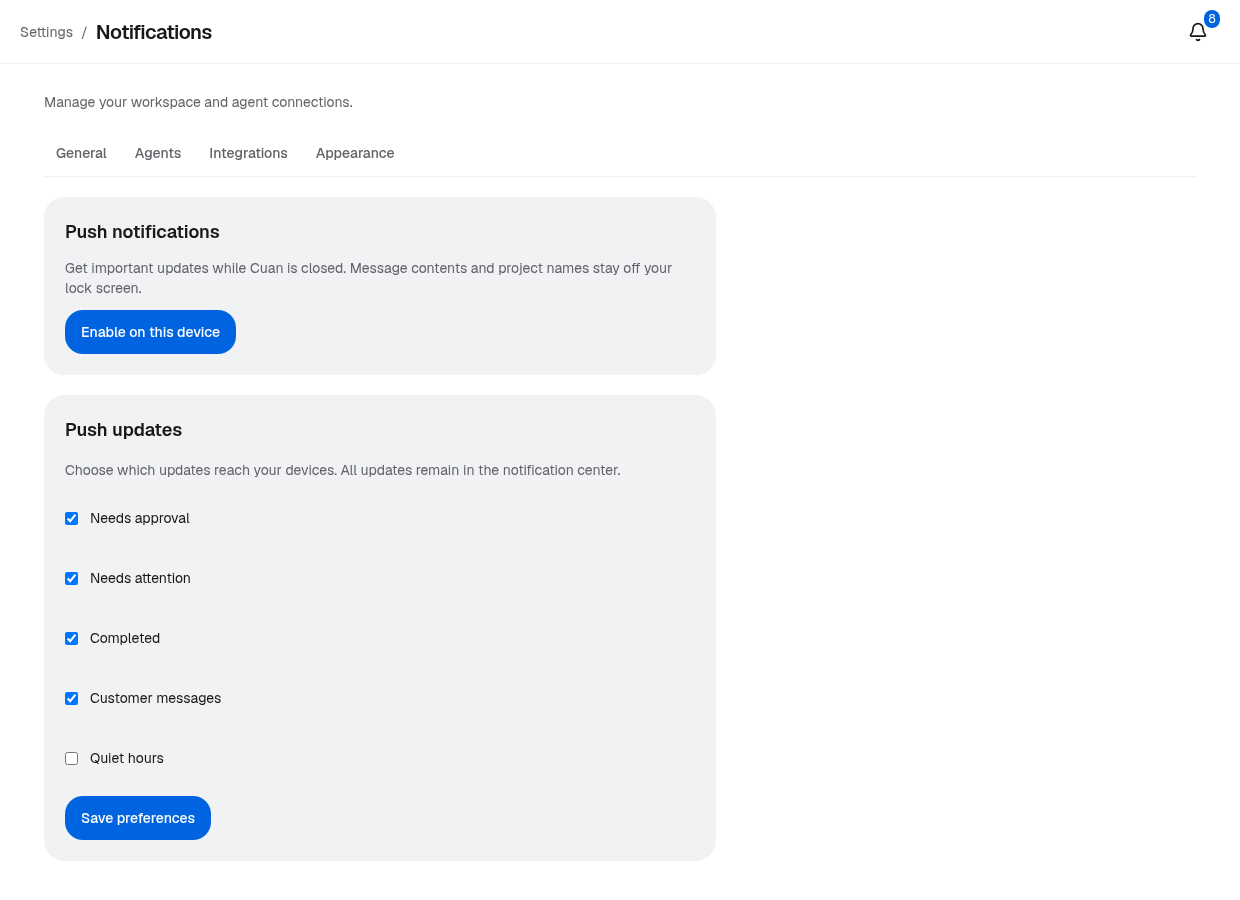 Settings / Notifications
8
Manage your workspace and agent connections.
General Agents Integrations Appearance
Push notifications
Get important updates while Cuan is closed. Message contents and project names stay off your
lock screen.
Enable on this device
Push updates
Choose which updates reach your devices. All updates remain in the notification center.
Needs approval
Needs attention
Completed
Customer messages
Quiet hours
Save preferences